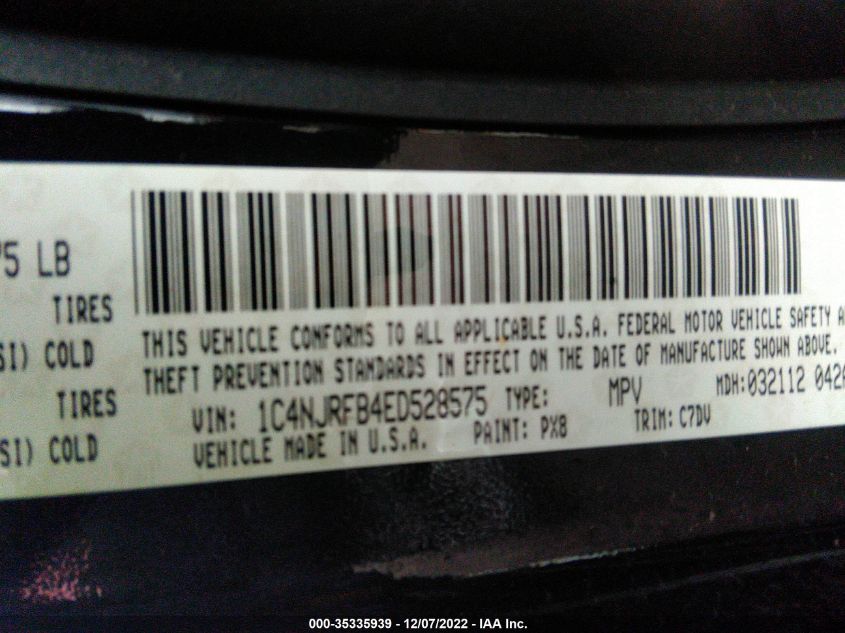 75 LB
TIRES
SI) COLD
TIRES
SI) COLD
THIS VEHICLE CONFORMS TO ALL APPLICABLE U.S.A. FEDERAL MOTOR VEHICLE SAFETY A
THEFT PREVENTION STANDARDS IN EFFECT ON THE DATE OF MANUFACTURE SHOWN ABOVE.
VIN: 1C4NJRFB4ED528575 TYPE: MPV MDH:032112 042A
VEHICLE MADE IN U.S.A. PAINT: PX8 TRIM: C7DV
000-35335939 - 12/07/2022 - IAA Inc.